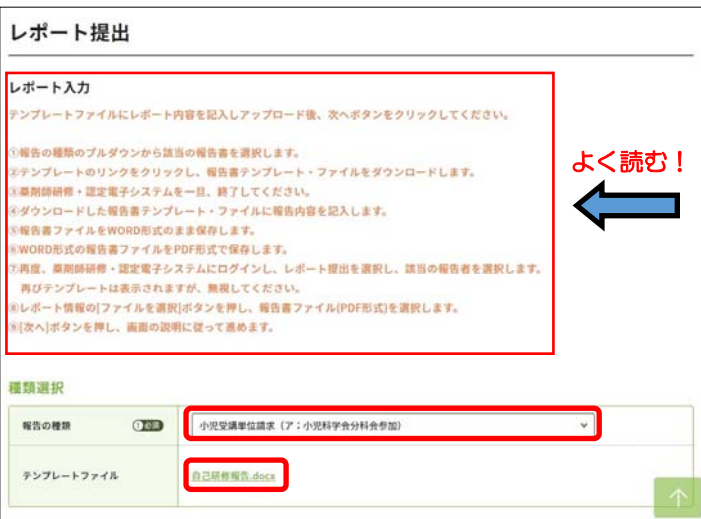 レポート提出
レポート入力
テンプレートファイルにレポート内容を記入しアップロード後、次へボタンをクリックしてください。
①報告の種類のプルダウンから該当の報告書を選択します。
②テンプレートのリンクをクリックし、報告書テンプレート・ファイルをダウンロードします。
③薬剤師研修・認定電子システムを一旦、終了してください。
④ダウンロードした報告書テンプレート・ファイルに報告内容を記入します。
⑤報告書ファイルをWORD形式のまま保存します。
⑥WORD形式の報告書ファイルをPDF形式で保存します。
⑦再度、薬剤師研修・認定電子システムにログインし、レポート提出を選択し、該当の報告者を選択します。
再びテンプレートは表示されますが、無視してください。
⑧レポート情報の[ファイルを選択]ボタンを押し、報告書ファイル(PDF形式)を選択します。
⑨[次へ]ボタンを押し、画面の説明に従って進めます。
よく読む！
種類選択
報告の種類 ! 必須 小児受講単位請求（ア：小児科学会分科会参加）
テンプレートファイル 自己研修報告.docx